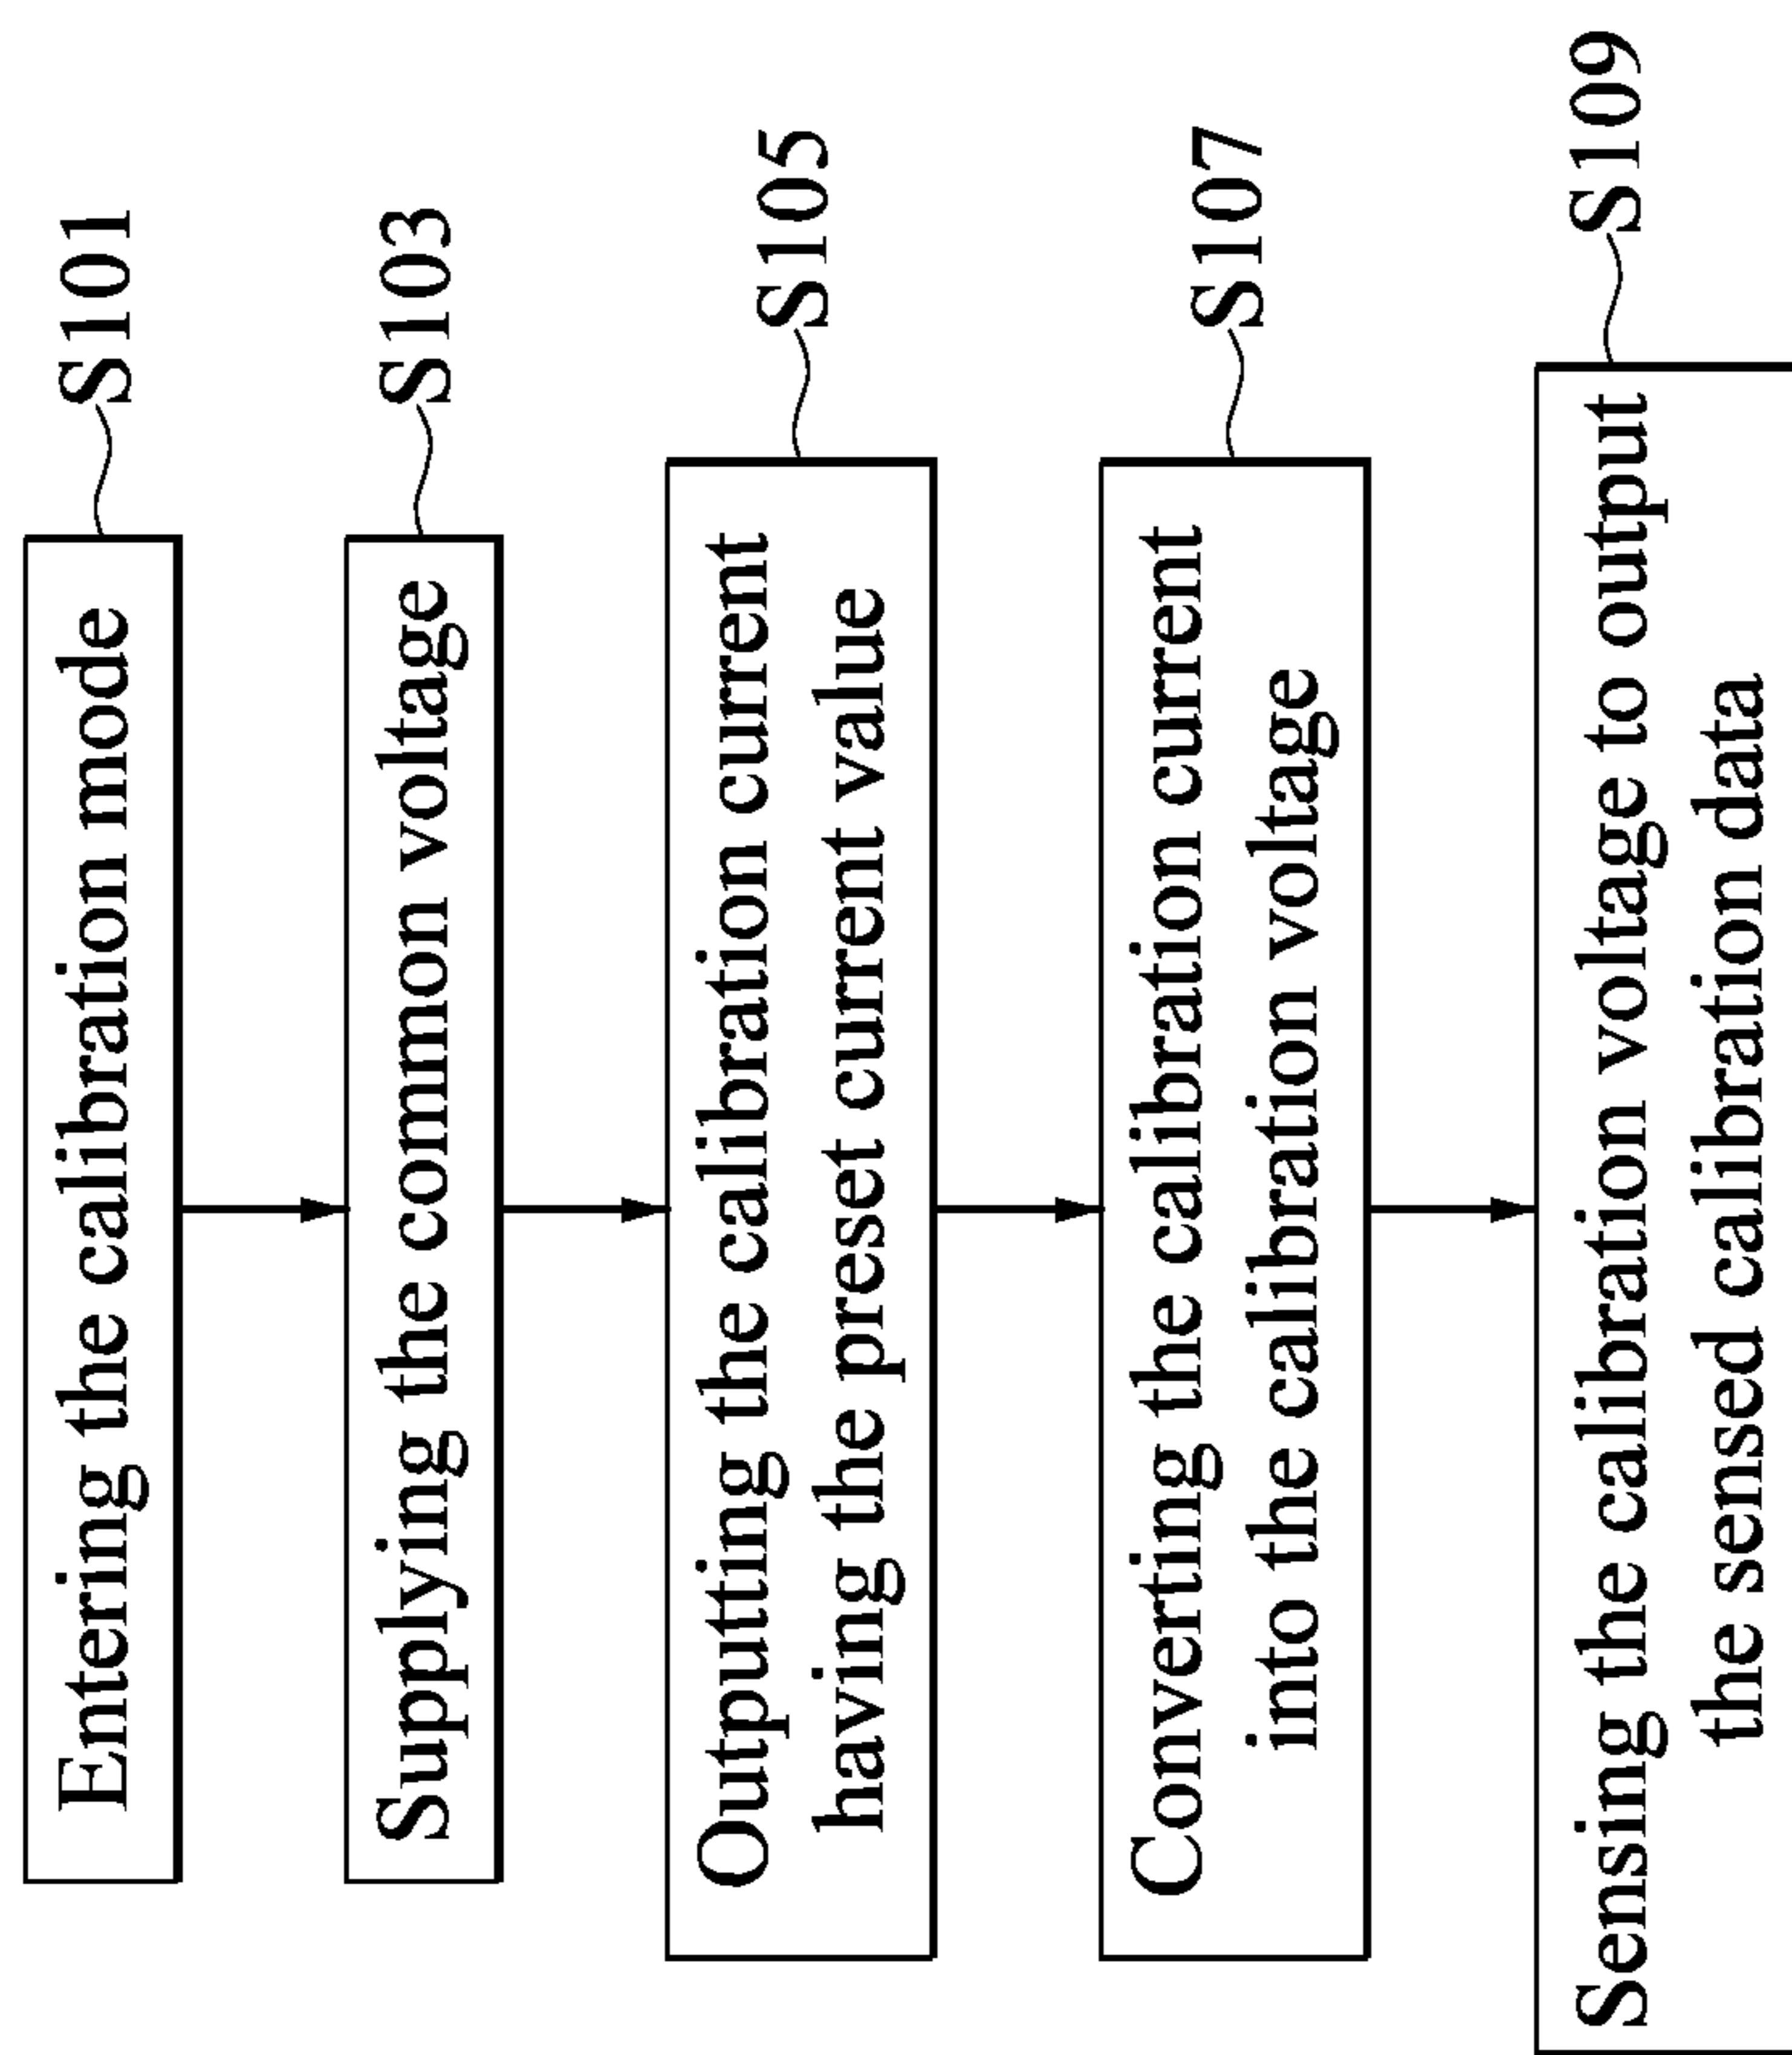 Entering the calibration mode
S101
Supplying the common voltage
S103
Outputting the calibration current
having the preset current value
S105
Converting the calibration current
into the calibration voltage
S107
Sensing the calibration voltage to output
the sensed calibration data
S109